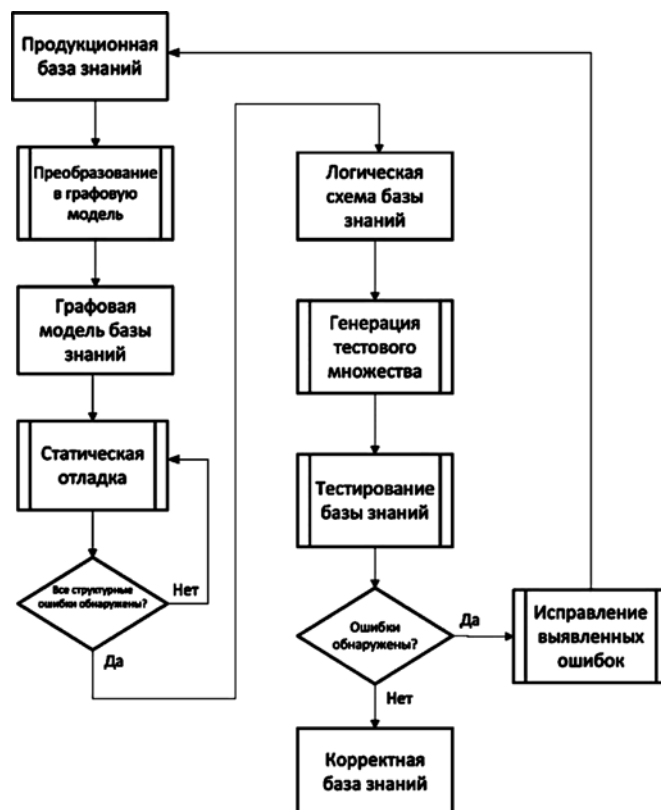 Продукционная
база знаний
Преобразование
в графовую
модель
Графовая
модель базы
знаний
Статическая
отладка
Все структурные
ошибки обнаружены?
Нет
Да
Логическая
схема базы
знаний
Генерация
тестового
множества
Тестирование
базы знаний
Ошибки
обнаружены?
Да
Нет
Исправление
выявленных
ошибок
Корректная
база знаний